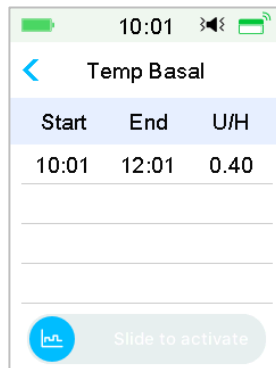 10:01
Temp Basal
Start End U/H
10:01 12:01 0.40
Slide to activate